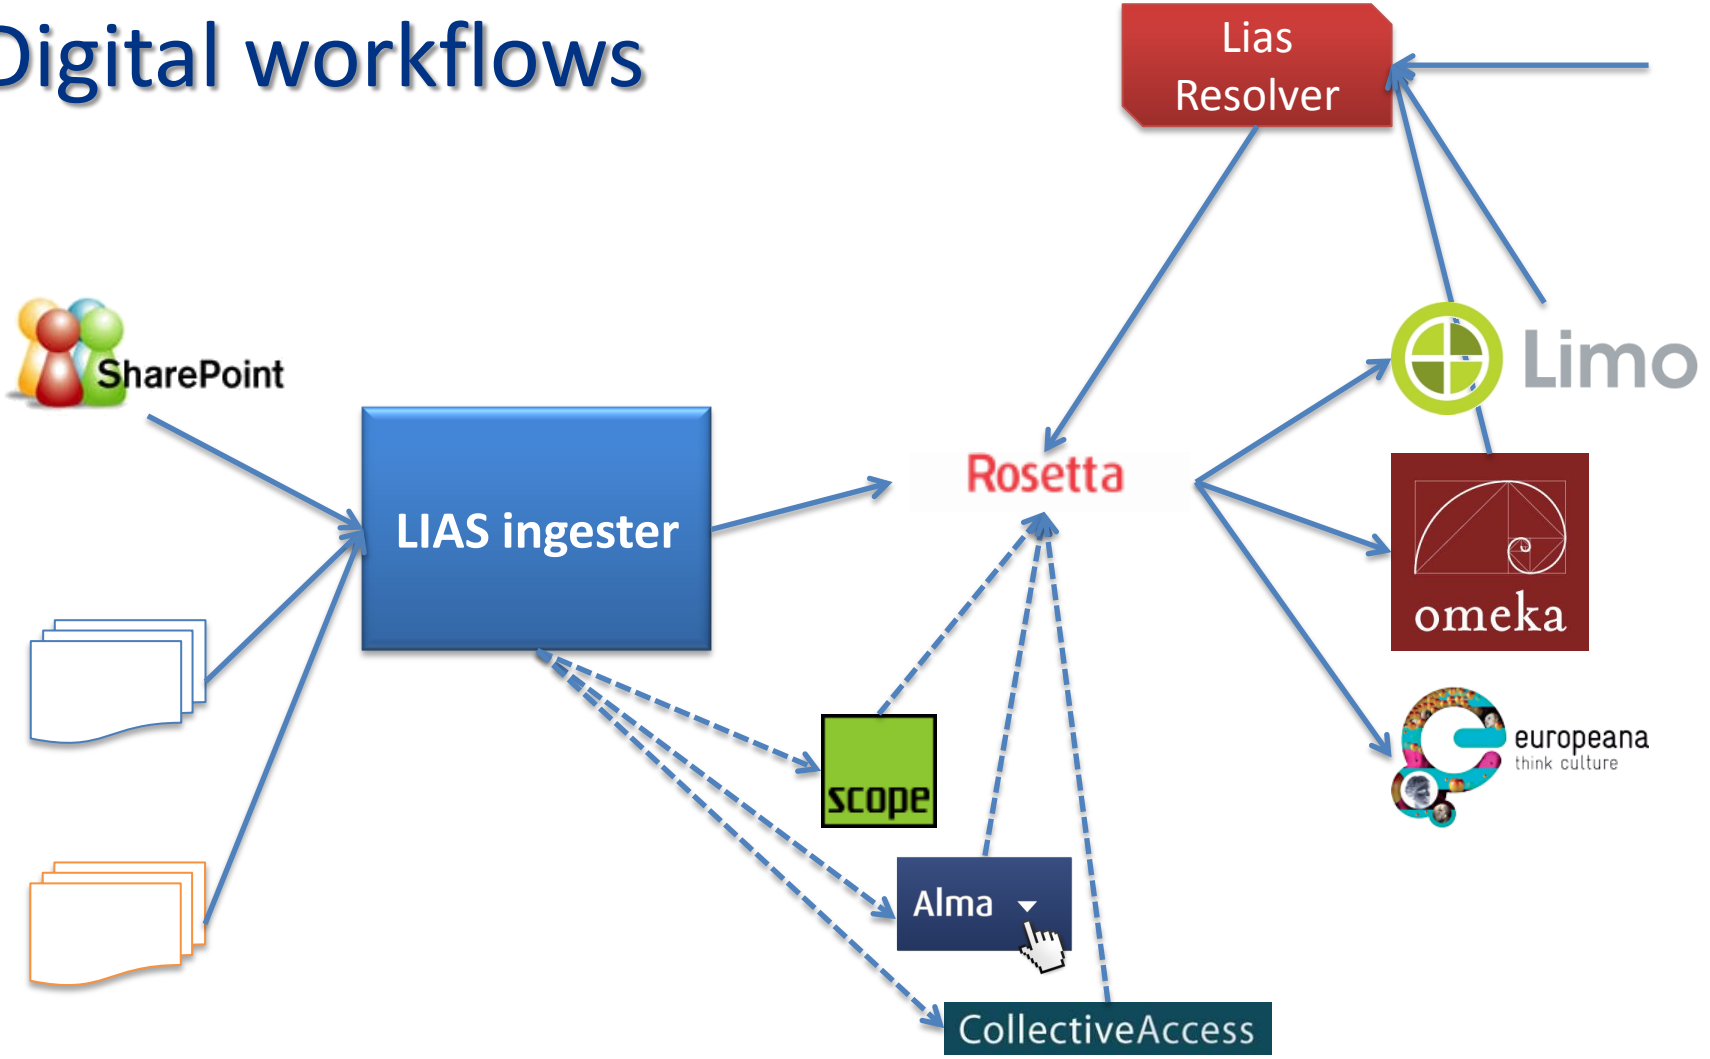 Digital workflows
Lias
Resolver
SharePoint
Limo
LIAS ingester
Rosetta
omeka
europeana
think culture
scope
Alma
CollectiveAccess